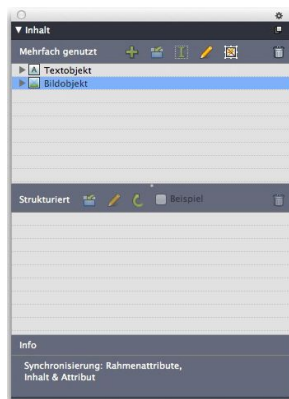 Inhalt
Mehrfach genutzt
A Textobjekt
Bildobjekt
Strukturiert Beispiel
Info
Synchronisierung: Rahmenattribute,
Inhalt & Attribut